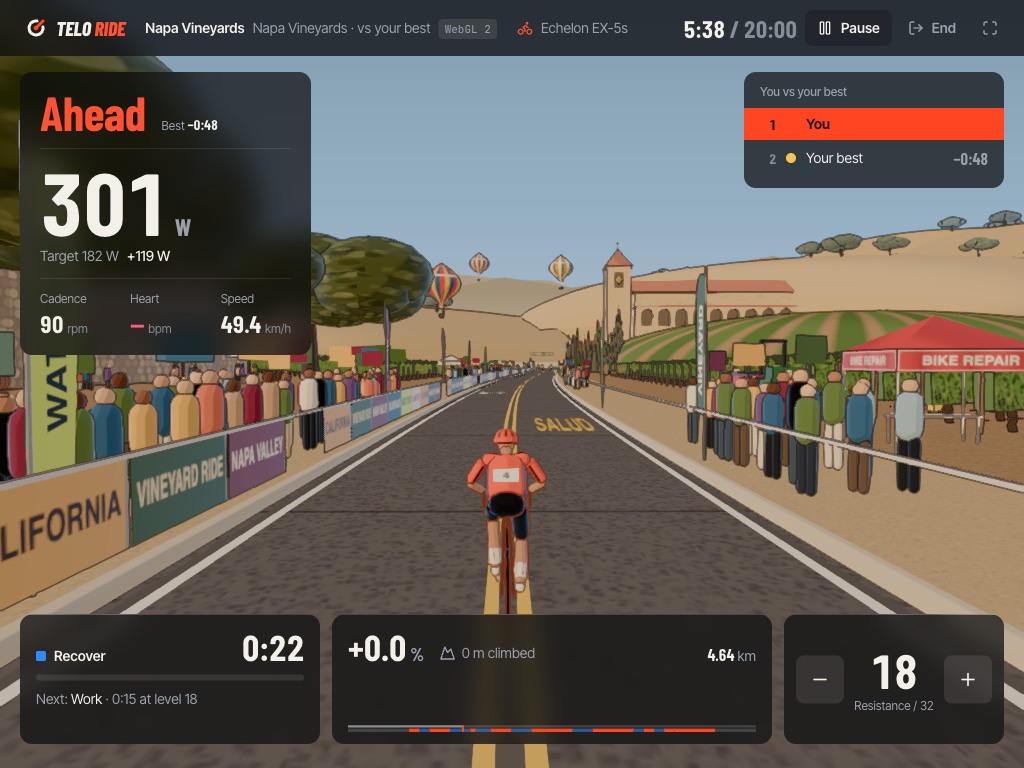 TELO RIDE
Napa Vineyards
Napa Vineyards · vs your best
WebGL 2
Echelon EX-5s
5:38 / 20:00
Pause
End
Ahead
Best −0:48
301 W
Target 182 W +119 W
Cadence Heart Speed
90 rpm — bpm 49.4 km/h
You vs your best
1 You
2 Your best −0:48
BIKE REPAIR
BIKE REPAIR
WAT
SALUD
4
LIFORNIA
VINEYARD RIDE
NAPA VALLEY
CALIFORNIA
Recover 0:22
Next: Work · 0:15 at level 18
+0.0 %
0 m climbed
4.64 km
− 18 +
Resistance / 32